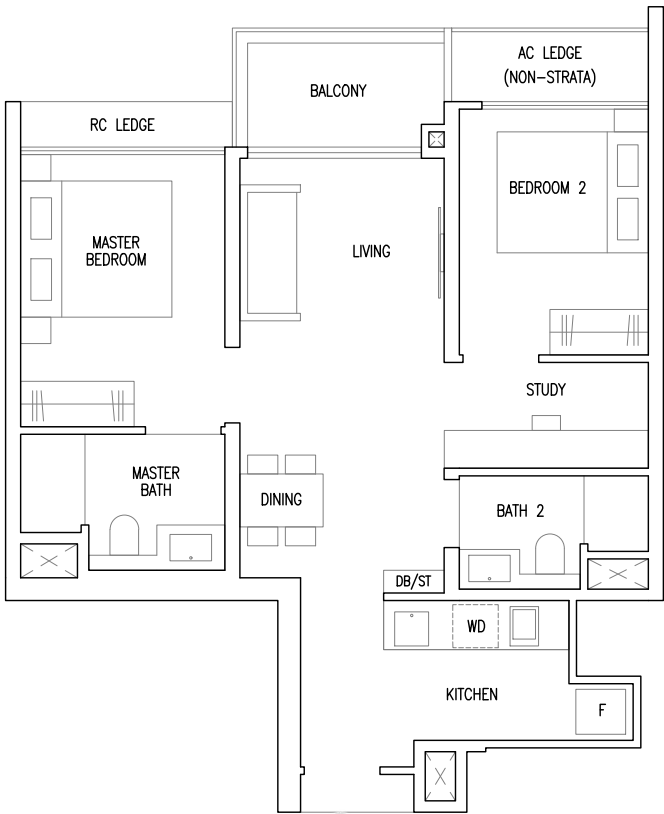 AC LEDGE
(NON-STRATA)
BALCONY
RC LEDGE
BEDROOM 2
MASTER
BEDROOM
LIVING
STUDY
MASTER
BATH
DINING
BATH 2
DB/ST
WD
KITCHEN
F